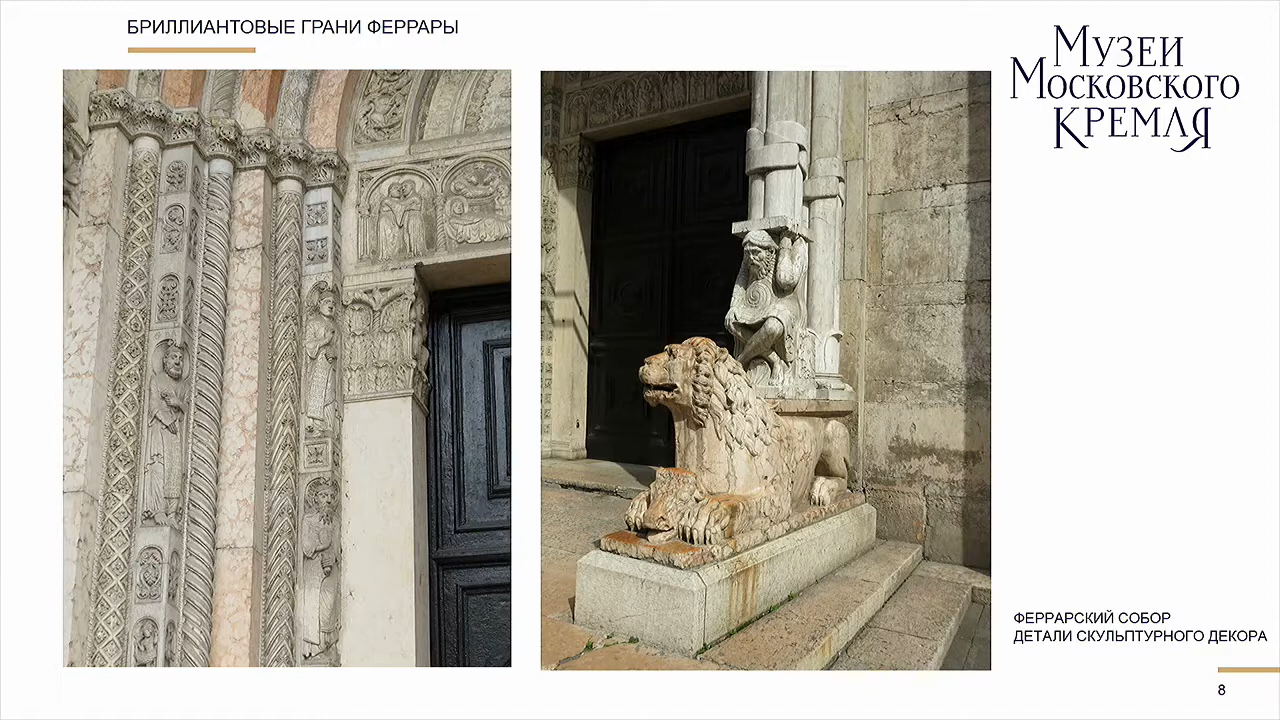 БРИЛЛИАНТОВЫЕ ГРАНИ ФЕРРАРЫ
МУЗЕИ
МОСКОВСКОГО
КРЕМЛЯ
ФЕРРАРСКИЙ СОБОР
ДЕТАЛИ СКУЛЬПТУРНОГО ДЕКОРА
8